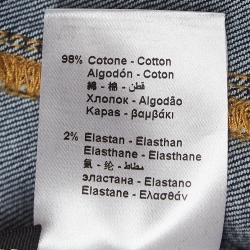 98% Cotone - Cotton
Algodón - Coton
綿 - 棉 - قطن
Хлопок - Algodão
Kapas - βαμβάκι
2% Elastan - Elasthan
Elasthane - Elasthane
氨纶 - مطاط
эластана - Elastano
Elastane - Ελασθάν